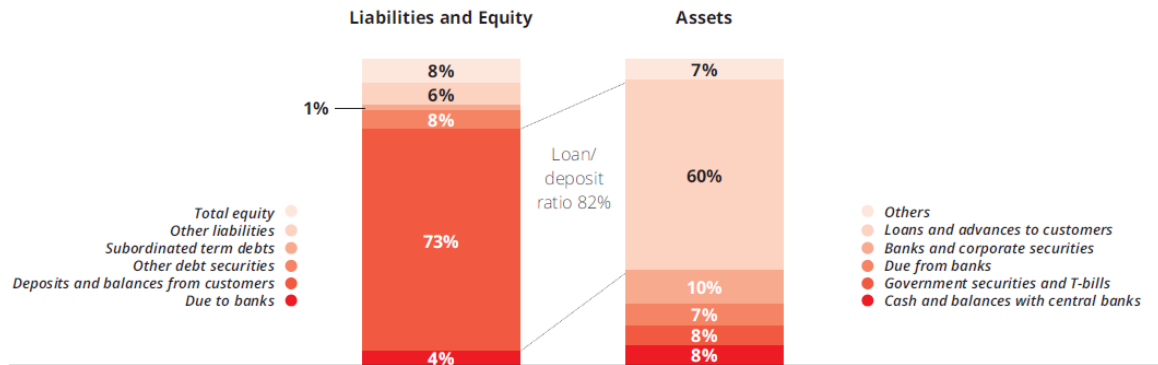 Liabilities and Equity
Assets
8%
6%
1%
8%
73%
4%
Loan/
deposit
ratio 82%
7%
60%
10%
7%
8%
8%
Total equity
Other liabilities
Subordinated term debts
Other debt securities
Deposits and balances from customers
Due to banks
Others
Loans and advances to customers
Banks and corporate securities
Due from banks
Government securities and T-bills
Cash and balances with central banks